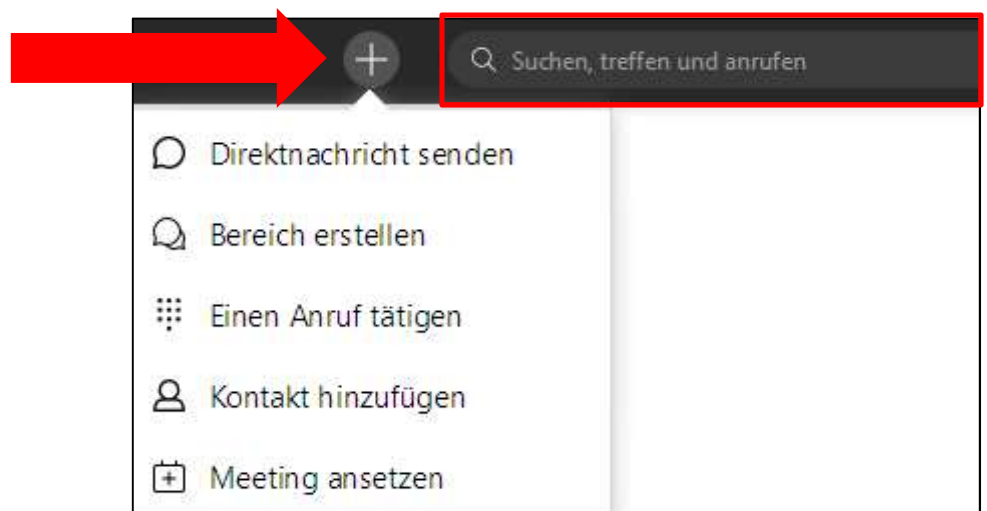 Suchen, treffen und anrufen
Direktnachricht senden
Bereich erstellen
Einen Anruf tätigen
Kontakt hinzufügen
Meeting ansetzen